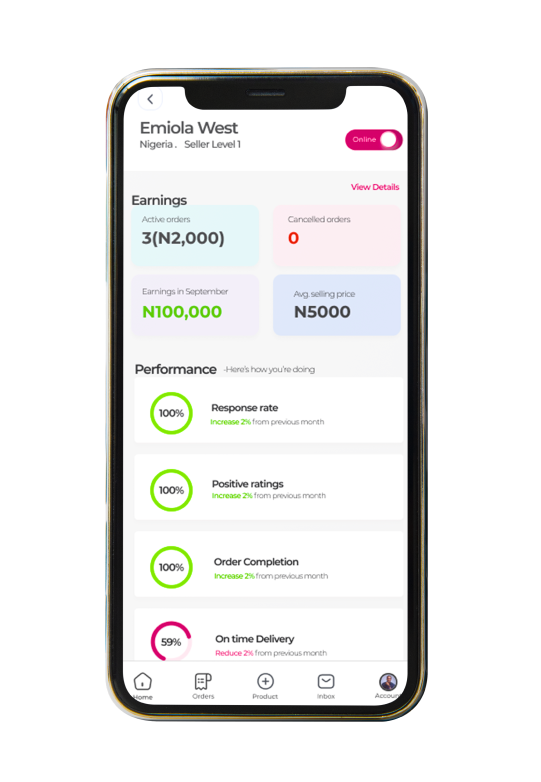 Emiola West
Nigeria . Seller Level 1
Online
View Details
Earnings
Active orders
3(N2,000)
Cancelled orders
0
Earnings in September
N100,000
Avg. selling price
N5000
Performance -Here's how you're doing
100%
Response rate
Increase 2% from previous month
100%
Positive ratings
Increase 2% from previous month
100%
Order Completion
Increase 2% from previous month
59%
On time Delivery
Reduce 2% from previous month
Home
Orders
Product
Inbox
Account